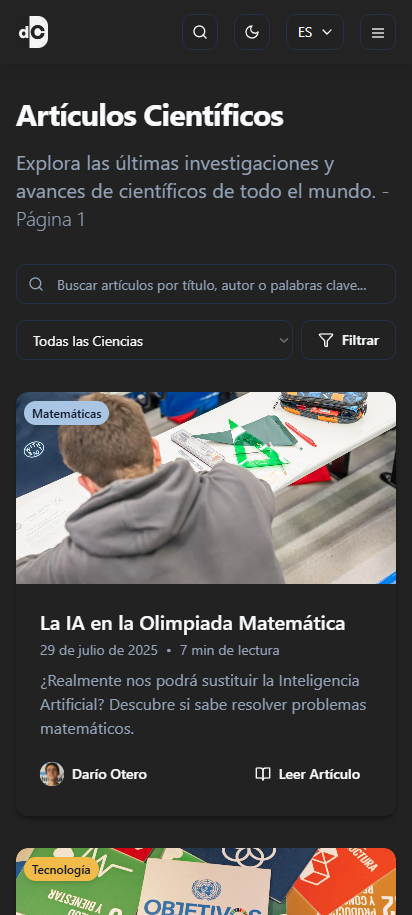 dC
ES
Artículos Científicos
Explora las últimas investigaciones y
avances de científicos de todo el mundo. -
Página 1
Buscar artículos por título, autor o palabras clave...
Todas las Ciencias
Filtrar
Matemáticas
La IA en la Olimpiada Matemática
29 de julio de 2025 • 7 min de lectura
¿Realmente nos podrá sustituir la Inteligencia
Artificial? Descubre si sabe resolver problemas
matemáticos.
Darío Otero
Leer Artículo
Tecnología
Y BIENESTAR
OBJETIVOS